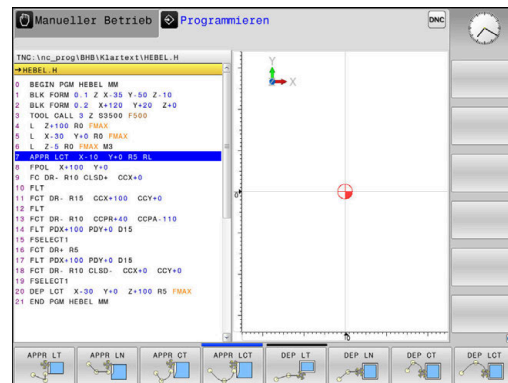 Manueller Betrieb
Programmieren
DNC
TNC:\nc_prog\BHB\Klartext\HEBEL.H
→HEBEL.H
0 BEGIN PGM HEBEL MM
1 BLK FORM 0.1 Z X-35 Y-50 Z-10
2 BLK FORM 0.2 X+120 Y+20 Z+0
3 TOOL CALL 3 Z S3500 F500
4 L Z+100 R0 FMAX
5 L X-30 Y+0 R0 FMAX
6 L Z-5 R0 FMAX M3
7 APPR LCT X-10 Y+0 R5 RL
8 FPOL X+100 Y+0
9 FC DR- R10 CLSD+ CCX+0
10 FLT
11 FCT DR- R15 CCX+100 CCY+0
12 FLT
13 FCT DR- R10 CCPR+40 CCPA-110
14 FLT PDX+100 PDY+0 D15
15 FSELECT1
16 FCT DR+ R5
17 FLT PDX+100 PDY+0 D15
18 FCT DR- R10 CLSD- CCX+0 CCY+0
19 FSELECT1
20 DEP LCT X-30 Y+0 Z+100 R5 FMAX
21 END PGM HEBEL MM
Y
X
0
0
APPR LT
APPR LN
APPR CT
APPR LCT
DEP LT
DEP LN
DEP CT
DEP LCT